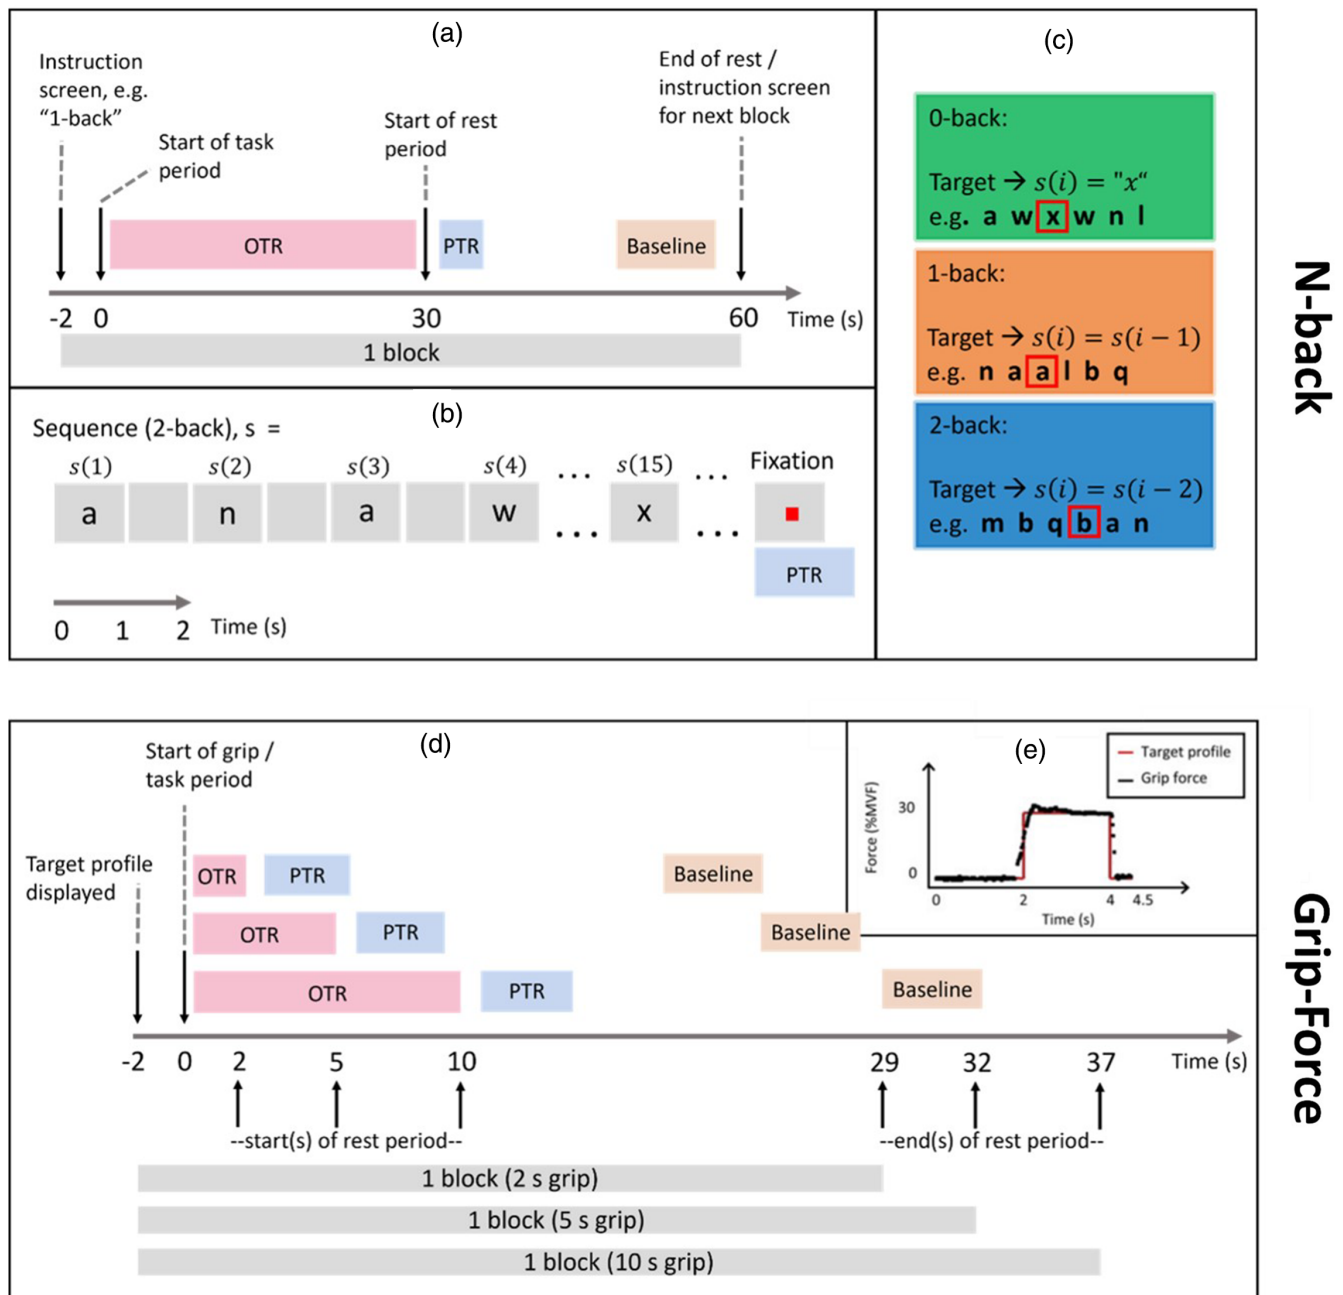 (a)
Instruction
screen, e.g.
“1-back”
Start of task
period
Start of rest
period
End of rest /
instruction screen
for next block
OTR
PTR
Baseline
-2 0 30 60 Time (s)
1 block
(b)
Sequence (2-back), s =
s(1) s(2) s(3) s(4) ... s(15) ... Fixation
a n a w ... x ...
PTR
0 1 2 Time (s)
(c)
0-back:
Target → s(i) = "x“
e.g. a w x w n l
1-back:
Target → s(i) = s(i − 1)
e.g. n a a l b q
2-back:
Target → s(i) = s(i − 2)
e.g. m b q b a n
N-back
(d)
Start of grip /
task period
Target profile
displayed
OTR PTR Baseline
OTR PTR Baseline
OTR PTR Baseline
-2 0 2 5 10 29 32 37 Time (s)
--start(s) of rest period--
--end(s) of rest period--
1 block (2 s grip)
1 block (5 s grip)
1 block (10 s grip)
(e)
Target profile
Grip force
Force (%MVF)
30
0
0 2 4 4.5
Time (s)
Grip-Force